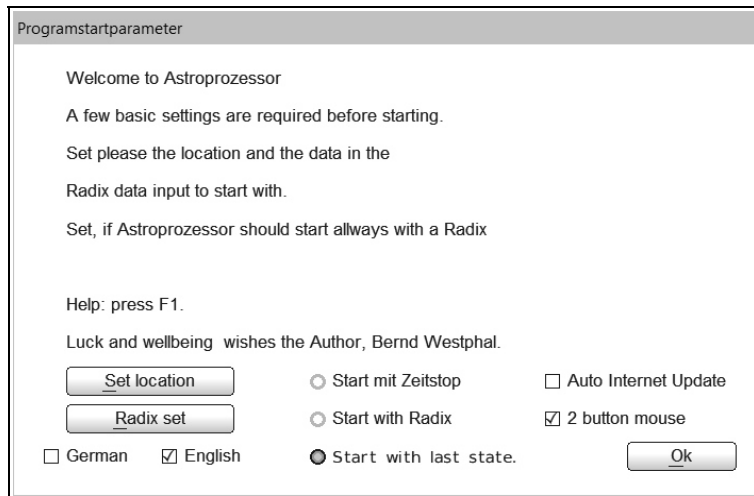 Programstartparameter
Welcome to Astroprozessor
A few basic settings are required before starting.
Set please the location and the data in the
Radix data input to start with.
Set, if Astroprozessor should start allways with a Radix
Help: press F1.
Luck and wellbeing  wishes the Author, Bernd Westphal.
Set location Start mit Zeitstop Auto Internet Update
Radix set Start with Radix 2 button mouse
German English Start with last state. Ok